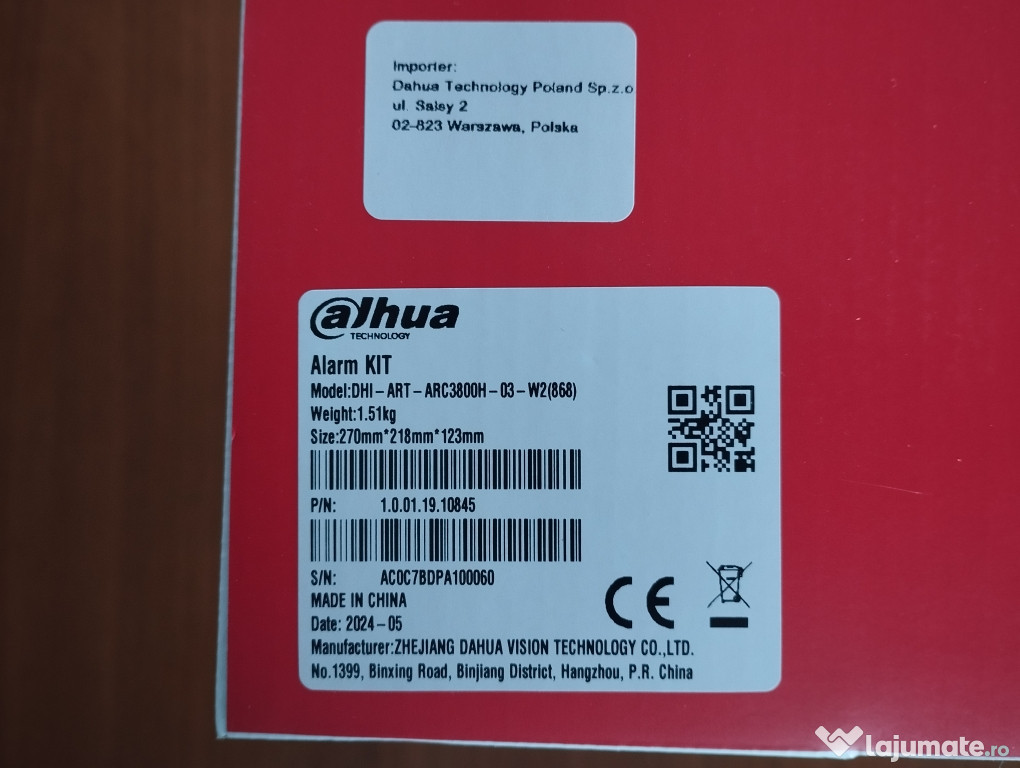 Importer:
Dahua Technology Poland Sp.z.o
ul. Salsy 2
02-823 Warszawa, Polska
alhua
TECHNOLOGY
Alarm KIT
Model:DHI-ART-ARC3800H-03-W2(868)
Weight:1.51kg
Size:270mm*218mm*123mm
P/N: 1.0.01.19.10845
S/N: AC0C7BDPA100060
MADE IN CHINA
Date: 2024-05
Manufacturer:ZHEJIANG DAHUA VISION TECHNOLOGY CO.,LTD.
No.1399, Binxing Road, Binjiang District, Hangzhou, P.R. China
CE
lajumate.ro